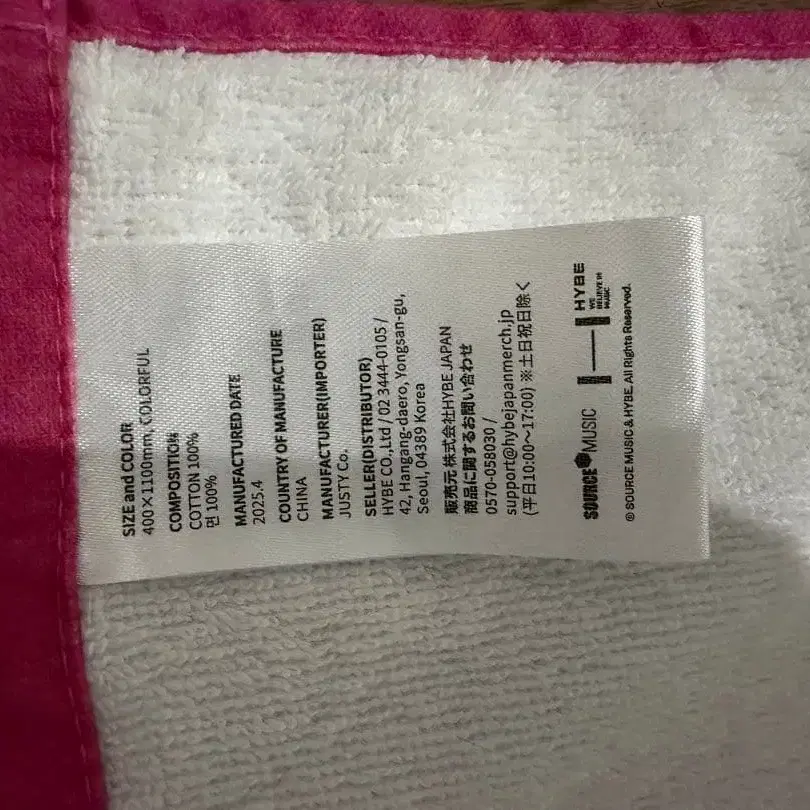 SIZE and COLOR
400×1100mm, COLORFUL
COMPOSITION
COTTON 100%
면 100%
MANUFACTURED DATE
2025.4
COUNTRY OF MANUFACTURE
CHINA
MANUFACTURER(IMPORTER)
JUSTY Co.
SELLER(DISTRIBUTOR)
HYBE CO.,Ltd / 02 3444-0105 /
42, Hangang-daero, Yongsan-gu,
Seoul, 04389 Korea
販売元 株式会社HYBE JAPAN
商品に関するお問い合わせ
0570-058030 /
support@hybejapanmerch.jp
(平日10:00〜17:00) ※土日祝日除く
SOURCE MUSIC
HYBE
WE
BELIEVE IN
MUSIC
© SOURCE MUSIC & HYBE. All Rights Reserved.